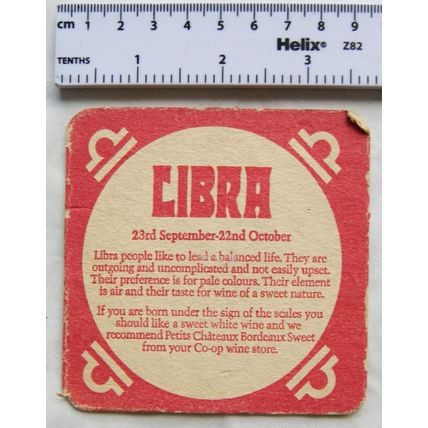 cm 1 2 3 4 5 6 7 8 9
Helix® Z82
TENTHS 1 2 3
LIBRA
23rd September-22nd October
Libra people like to lead a balanced life. They are
outgoing and uncomplicated and not easily upset.
Their preference is for pale colours. Their element
is air and their taste for wine of a sweet nature.
If you are born under the sign of the scales you
should like a sweet white wine and we
recommend Petits Châteaux Bordeaux Sweet
from your Co-op wine store.